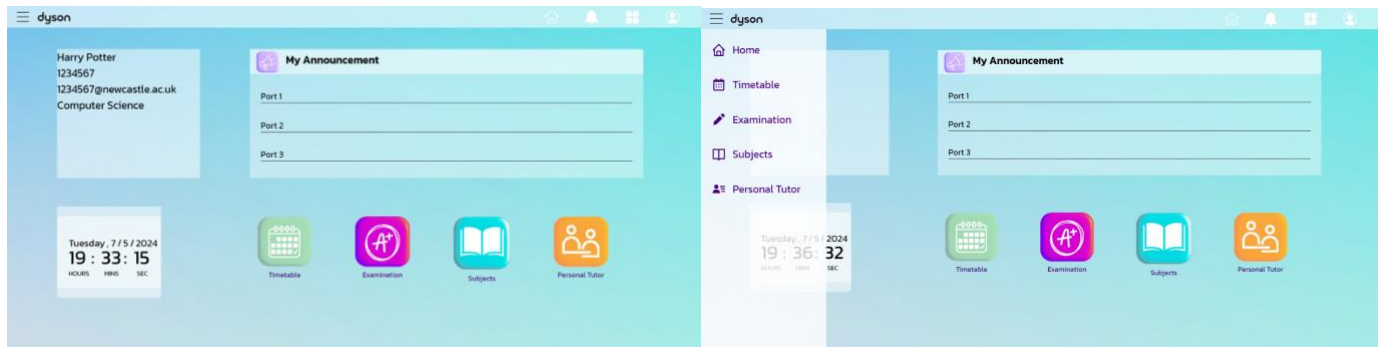 dyson
Harry Potter
1234567
1234567@newcastle.ac.uk
Computer Science
My Announcement
Port 1
Port 2
Port 3
Tuesday, 7 / 5 / 2024
19 : 33 : 15
HOURS MINS SEC
Timetable
A+
Examination
Subjects
Personal Tutor
dyson
Home
Timetable
Examination
Subjects
Personal Tutor
My Announcement
Port 1
Port 2
Port 3
Tuesday, 7 / 5 / 2024
19 : 36: 32
HOURS MINS SEC
Timetable
A+
Examination
Subjects
Personal Tutor